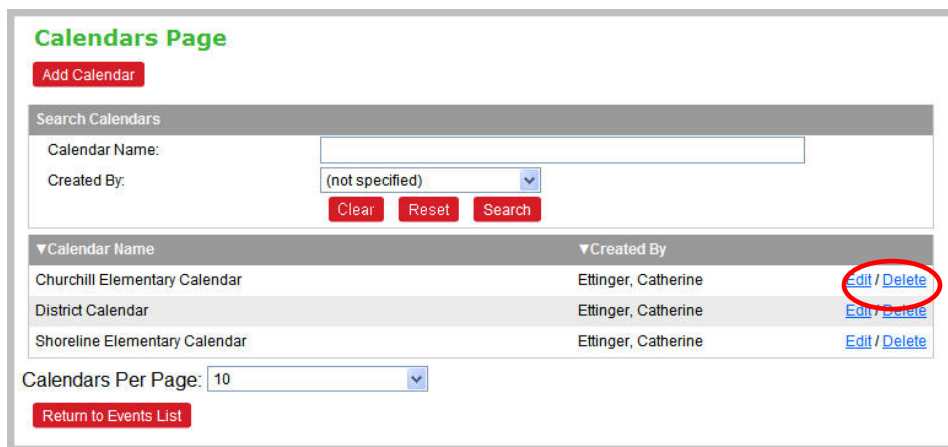 Calendars Page
Add Calendar
Search Calendars
Calendar Name:
Created By: (not specified)
Clear Reset Search
▼Calendar Name ▼Created By
Churchill Elementary Calendar Ettinger, Catherine Edit / Delete
District Calendar Ettinger, Catherine Edit / Delete
Shoreline Elementary Calendar Ettinger, Catherine Edit / Delete
Calendars Per Page: 10
Return to Events List